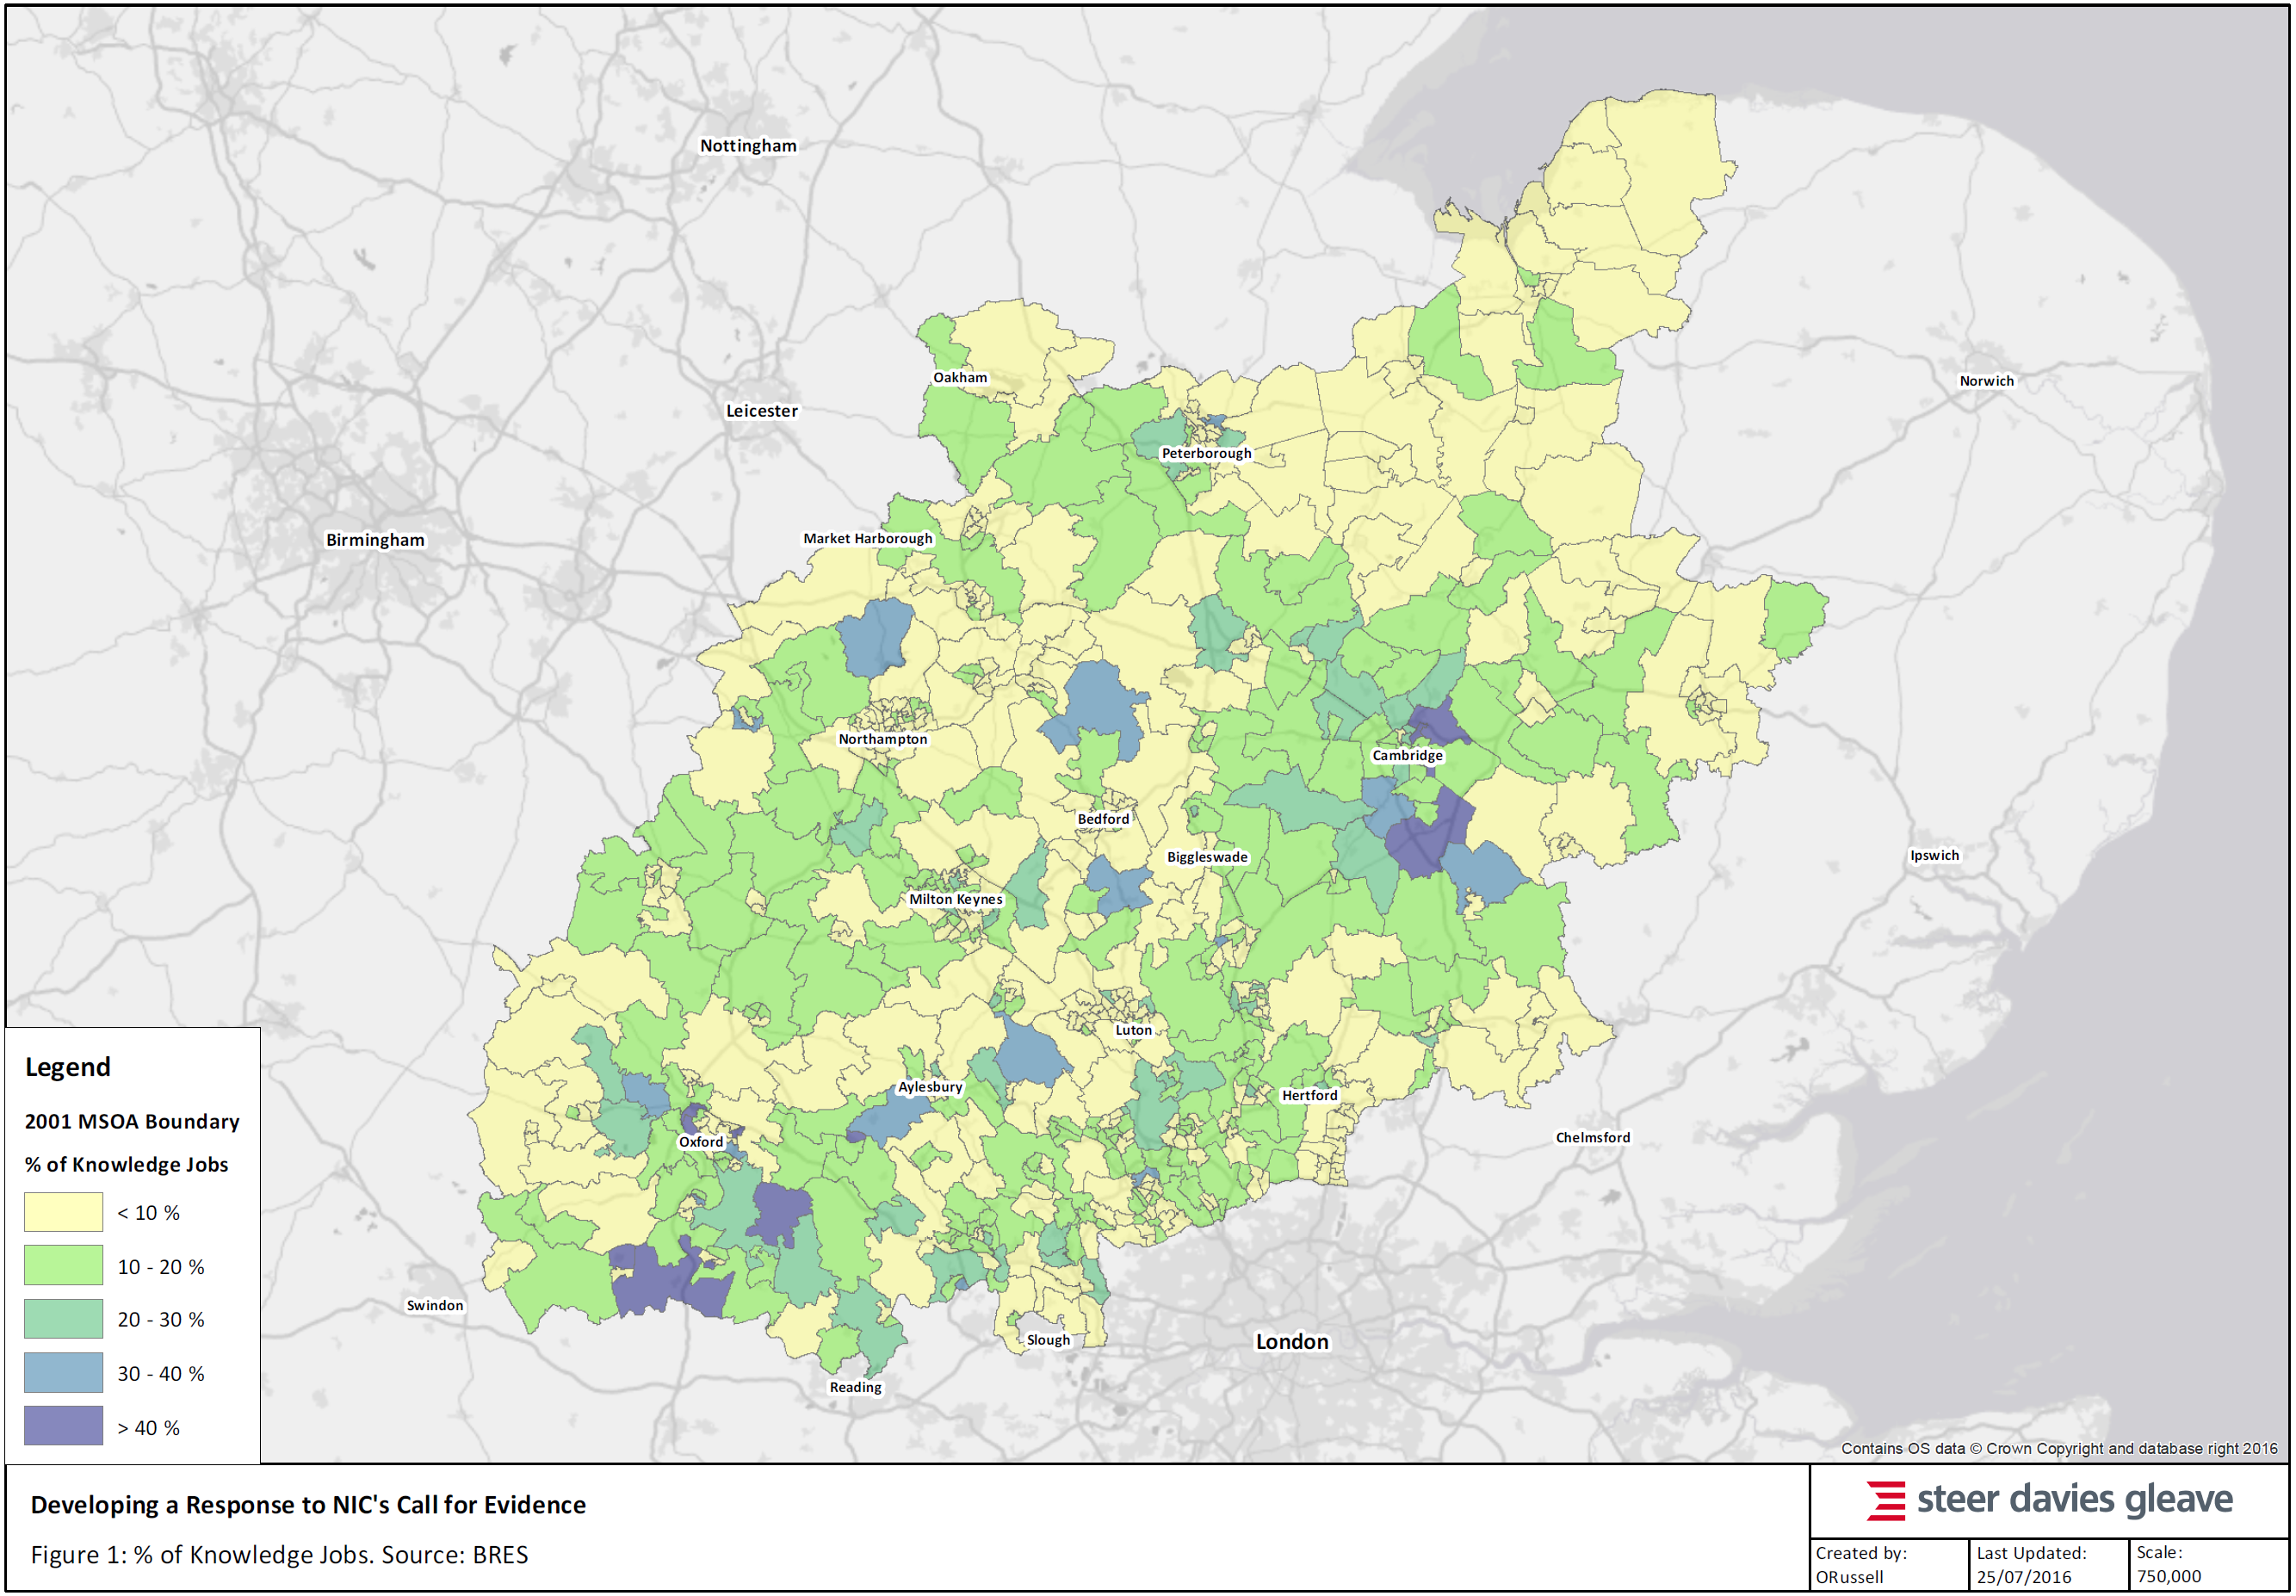 Nottingham
Norwich
Oakham
Leicester
Peterborough
Birmingham
Market Harborough
Northampton
Cambridge
Bedford
Biggleswade
Ipswich
Milton Keynes
Luton
Aylesbury
Hertford
Oxford
Chelmsford
Swindon
Slough
London
Reading
Legend
2001 MSOA Boundary
% of Knowledge Jobs
< 10 %
10 - 20 %
20 - 30 %
30 - 40 %
> 40 %
Contains OS data © Crown Copyright and database right 2016
Developing a Response to NIC's Call for Evidence
Figure 1: % of Knowledge Jobs. Source: BRES
steer davies gleave
Created by:
ORussell
Last Updated:
25/07/2016
Scale:
750,000